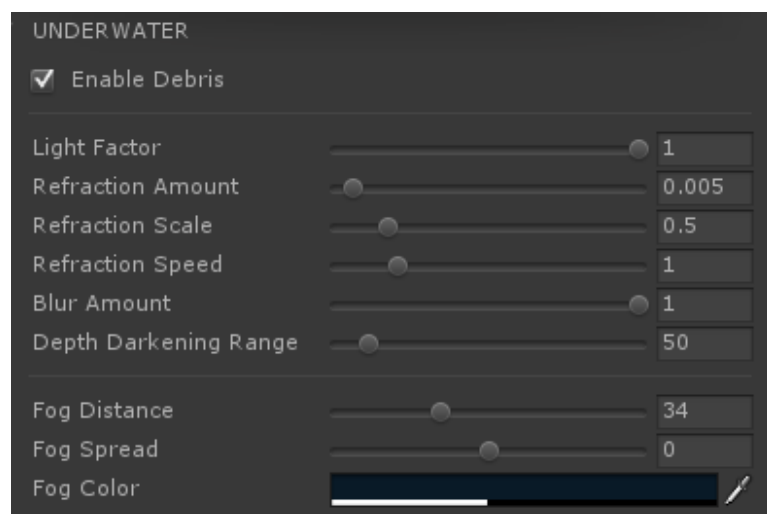 UNDERWATER
Enable Debris
Light Factor 1
Refraction Amount 0.005
Refraction Scale 0.5
Refraction Speed 1
Blur Amount 1
Depth Darkening Range 50
Fog Distance 34
Fog Spread 0
Fog Color